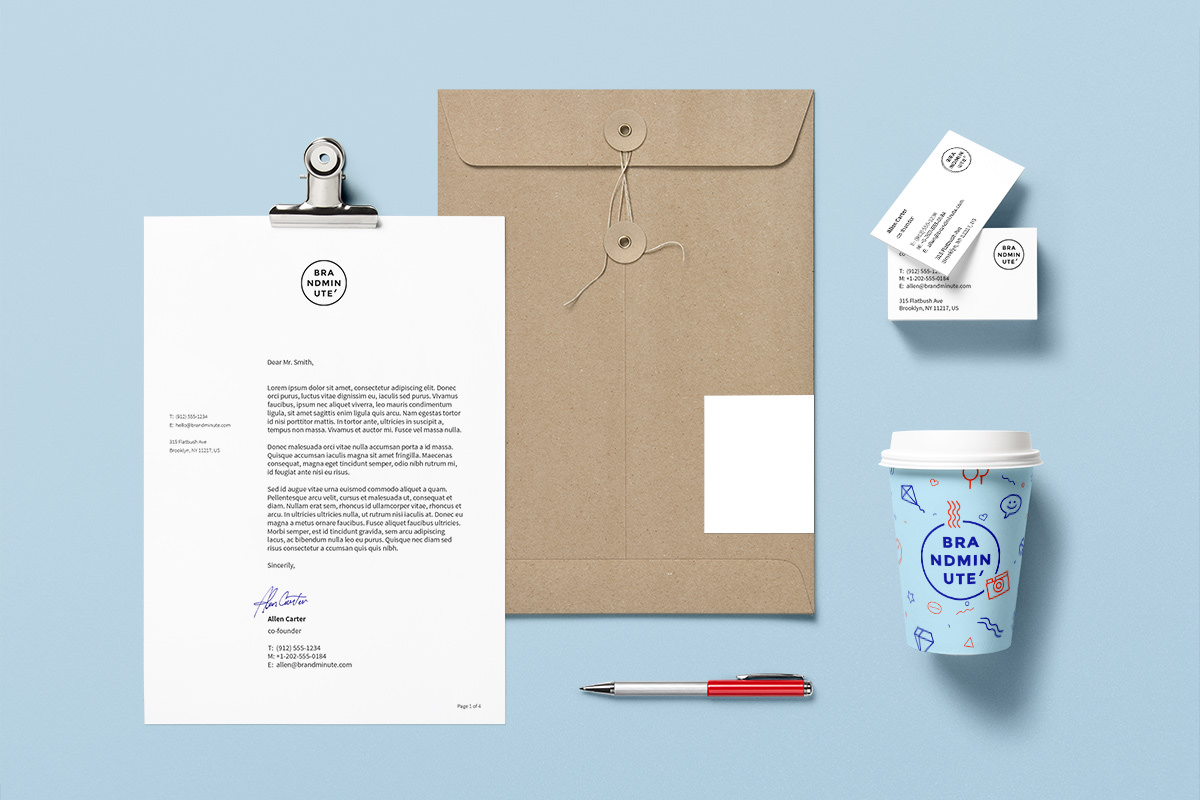 BRA
NDMIN
UTE′
Dear Mr. Smith,
Lorem ipsum dolor sit amet, consectetur adipiscing elit. Donec
orci purus, luctus vitae dignissim eu, iaculis sed purus. Vivamus
faucibus, ipsum nec aliquet viverra, leo mauris condimentum
ligula, sit amet sagittis enim ligula quis arcu. Nam egestas tortor
id nisi porttitor mattis. In tortor ante, ultricies in suscipit a,
tempus non massa. Vivamus et auctor mi. Fusce vel massa nulla.
Donec malesuada orci vitae nulla accumsan porta a id massa.
Quisque accumsan iaculis magna sit amet fringilla. Maecenas
consequat, magna eget tincidunt semper, odio nibh rutrum mi,
id feugiat ante nisi eu risus.
Sed id augue vitae urna euismod commodo aliquet a quam.
Pellentesque arcu velit, cursus et malesuada ut, consequat et
diam. Nullam erat sem, rhoncus id ullamcorper vitae, rhoncus et
arcu. In ultricies ultricies nulla, ut rutrum nisi iaculis at. Donec eu
magna a metus ornare faucibus. Fusce aliquet faucibus ultricies.
Morbi semper, est id tincidunt gravida, sem arcu adipiscing
lacus, ac bibendum nulla leo eu purus. Quisque nec diam sed
risus consectetur a ccumsan quis quis nibh.
Sincerily,
Allen Carter
Allen Carter
co-founder
T: (912) 555-1234
M: +1-202-555-0184
E: allen@brandminute.com
Page 1 of 4
T: (912) 555-1234
E: hello@brandminute.com
315 Flatbush Ave
Brooklyn, NY 11217, US
BRA
NDMIN
UTE′
Allen Carter
co-founder
T: (912) 555-1234
M: +1-202-555-0184
E: allen@brandminute.com
315 Flatbush Ave
Brooklyn, NY 11217, US
BRA
NDMIN
UTE′
co
T: (912) 555-12
M: +1-202-555-0184
E: allen@brandminute.com
315 Flatbush Ave
Brooklyn, NY 11217, US
BRA
NDMIN
UTE′